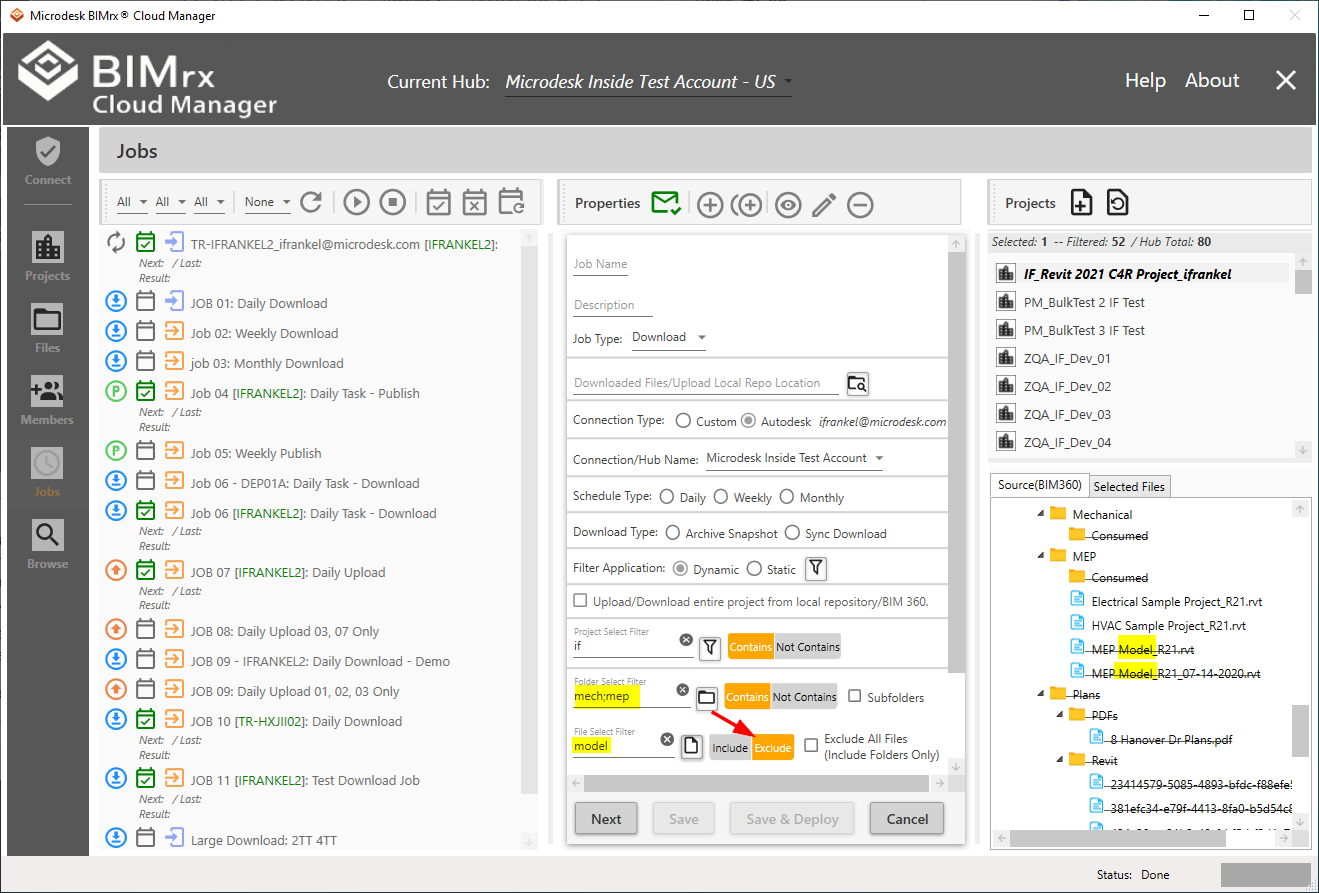 Microdesk BIMrx® Cloud Manager
BIMrx
Cloud Manager
Current Hub: Microdesk Inside Test Account - US
Help About
Connect
Projects
Files
Members
Jobs
Browse
Jobs
All All All None
TR-IFRANKEL2_ifrankel@microdesk.com [IFRANKEL2]:
Next: / Last:
Result:
JOB 01: Daily Download
Job 02: Weekly Download
job 03: Monthly Download
P Job 04 [IFRANKEL2]: Daily Task - Publish
Next: / Last:
Result:
P Job 05: Weekly Publish
Job 06 - DEP01A: Daily Task - Download
Job 06 [IFRANKEL2]: Daily Task - Download
Next: / Last:
Result:
JOB 07 [IFRANKEL2]: Daily Upload
Next: / Last:
Result:
JOB 08: Daily Upload 03, 07 Only
JOB 09 - IFRANKEL2: Daily Download - Demo
JOB 09: Daily Upload 01, 02, 03 Only
JOB 10 [TR-HXJII02]: Daily Download
Next: / Last:
Result:
JOB 11 [IFRANKEL2]: Test Download Job
Next: / Last:
Result:
Large Download: 2TT 4TT
Properties
Job Name
Description
Job Type: Download
Downloaded Files/Upload Local Repo Location
Connection Type: Custom Autodesk ifrankel@microdesk.com
Connection/Hub Name: Microdesk Inside Test Account
Schedule Type: Daily Weekly Monthly
Download Type: Archive Snapshot Sync Download
Filter Application: Dynamic Static
Upload/Download entire project from local repository/BIM 360.
Project Select Filter
if
Contains Not Contains
Folder Select Filter
mech;mep
Contains Not Contains Subfolders
File Select Filter
model
Include Exclude Exclude All Files
(Include Folders Only)
Next Save Save & Deploy Cancel
Projects
Selected: 1 -- Filtered: 52 / Hub Total: 80
IF_Revit 2021 C4R Project_ifrankel
PM_BulkTest 2 IF Test
PM_BulkTest 3 IF Test
ZQA_IF_Dev_01
ZQA_IF_Dev_02
ZQA_IF_Dev_03
ZQA_IF_Dev_04
Source(BIM360) Selected Files
Mechanical
Consumed
MEP
Consumed
Electrical Sample Project_R21.rvt
HVAC Sample Project_R21.rvt
MEP Model_R21.rvt
MEP Model_R21_07-14-2020.rvt
Plans
PDFs
8 Hanover Dr Plans.pdf
Revit
23414579-5085-4893-bfdc-f88efe
381efc34-e79f-4413-8fa0-b5d54c
Status: Done